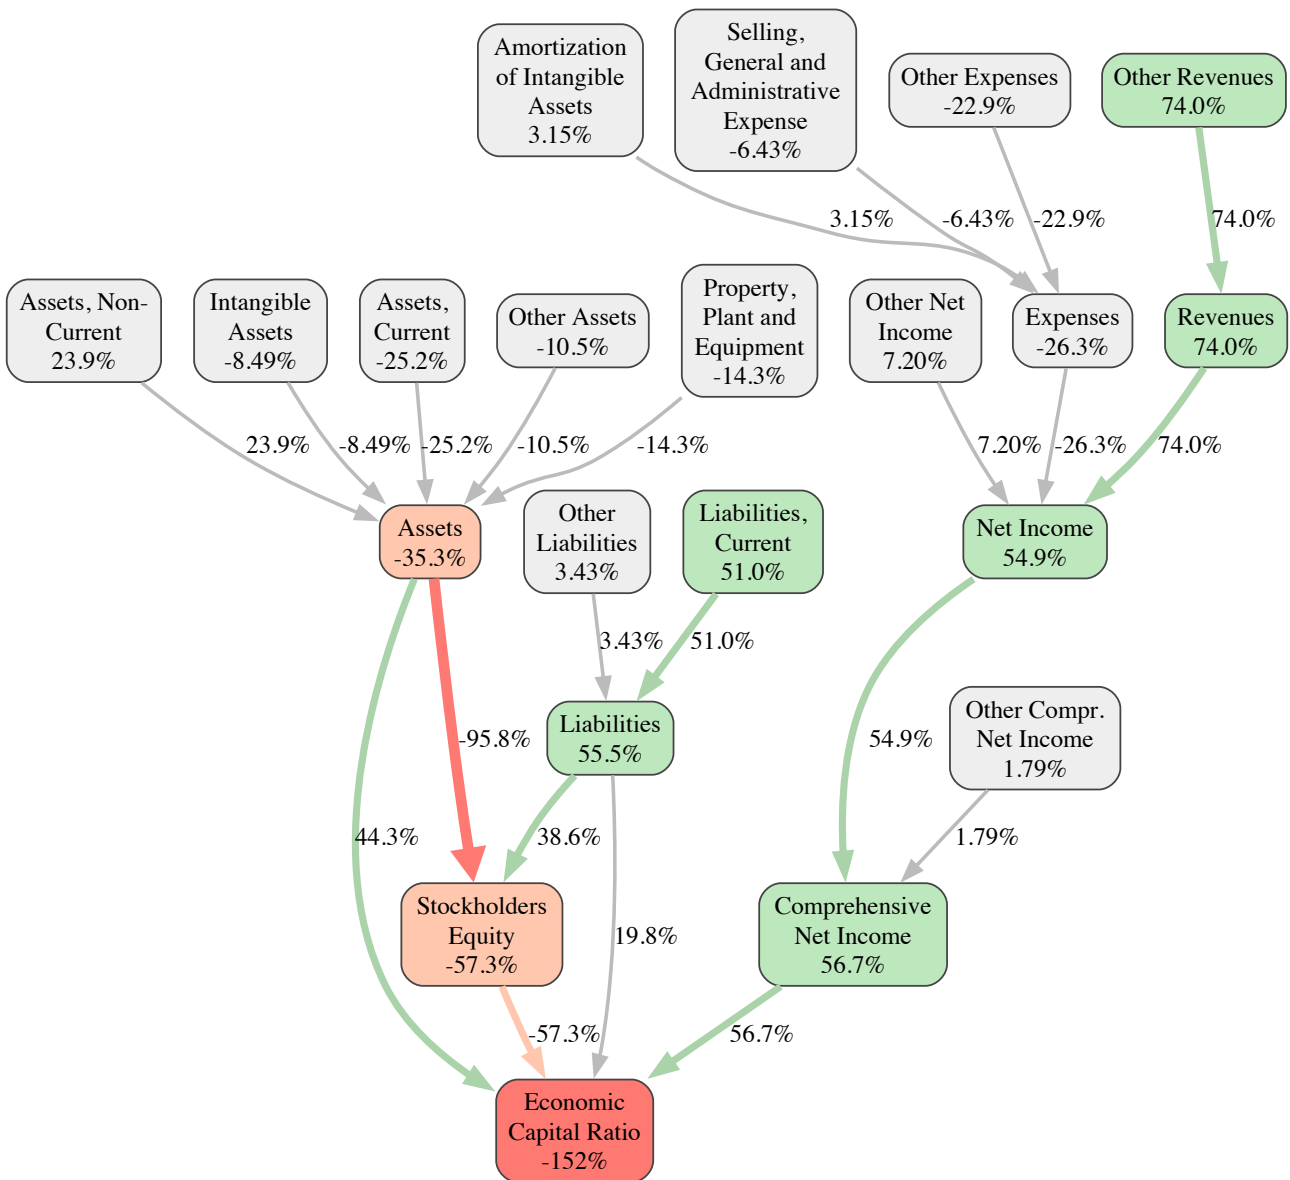 Amortization
of Intangible
Assets
3.15%
Selling,
General and
Administrative
Expense
-6.43%
Other Expenses
-22.9%
Other Revenues
74.0%
3.15%
-6.43%
-22.9%
74.0%
Assets, Non-
Current
23.9%
Intangible
Assets
-8.49%
Assets,
Current
-25.2%
Other Assets
-10.5%
Property,
Plant and
Equipment
-14.3%
Other Net
Income
7.20%
Expenses
-26.3%
Revenues
74.0%
23.9%
-8.49%
-25.2%
-10.5%
-14.3%
7.20%
-26.3%
74.0%
Assets
-35.3%
Other
Liabilities
3.43%
Liabilities,
Current
51.0%
Net Income
54.9%
3.43%
51.0%
Liabilities
55.5%
Other Compr.
Net Income
1.79%
-95.8%
54.9%
44.3%
38.6%
1.79%
Stockholders
Equity
-57.3%
19.8%
Comprehensive
Net Income
56.7%
-57.3%
56.7%
Economic
Capital Ratio
-152%